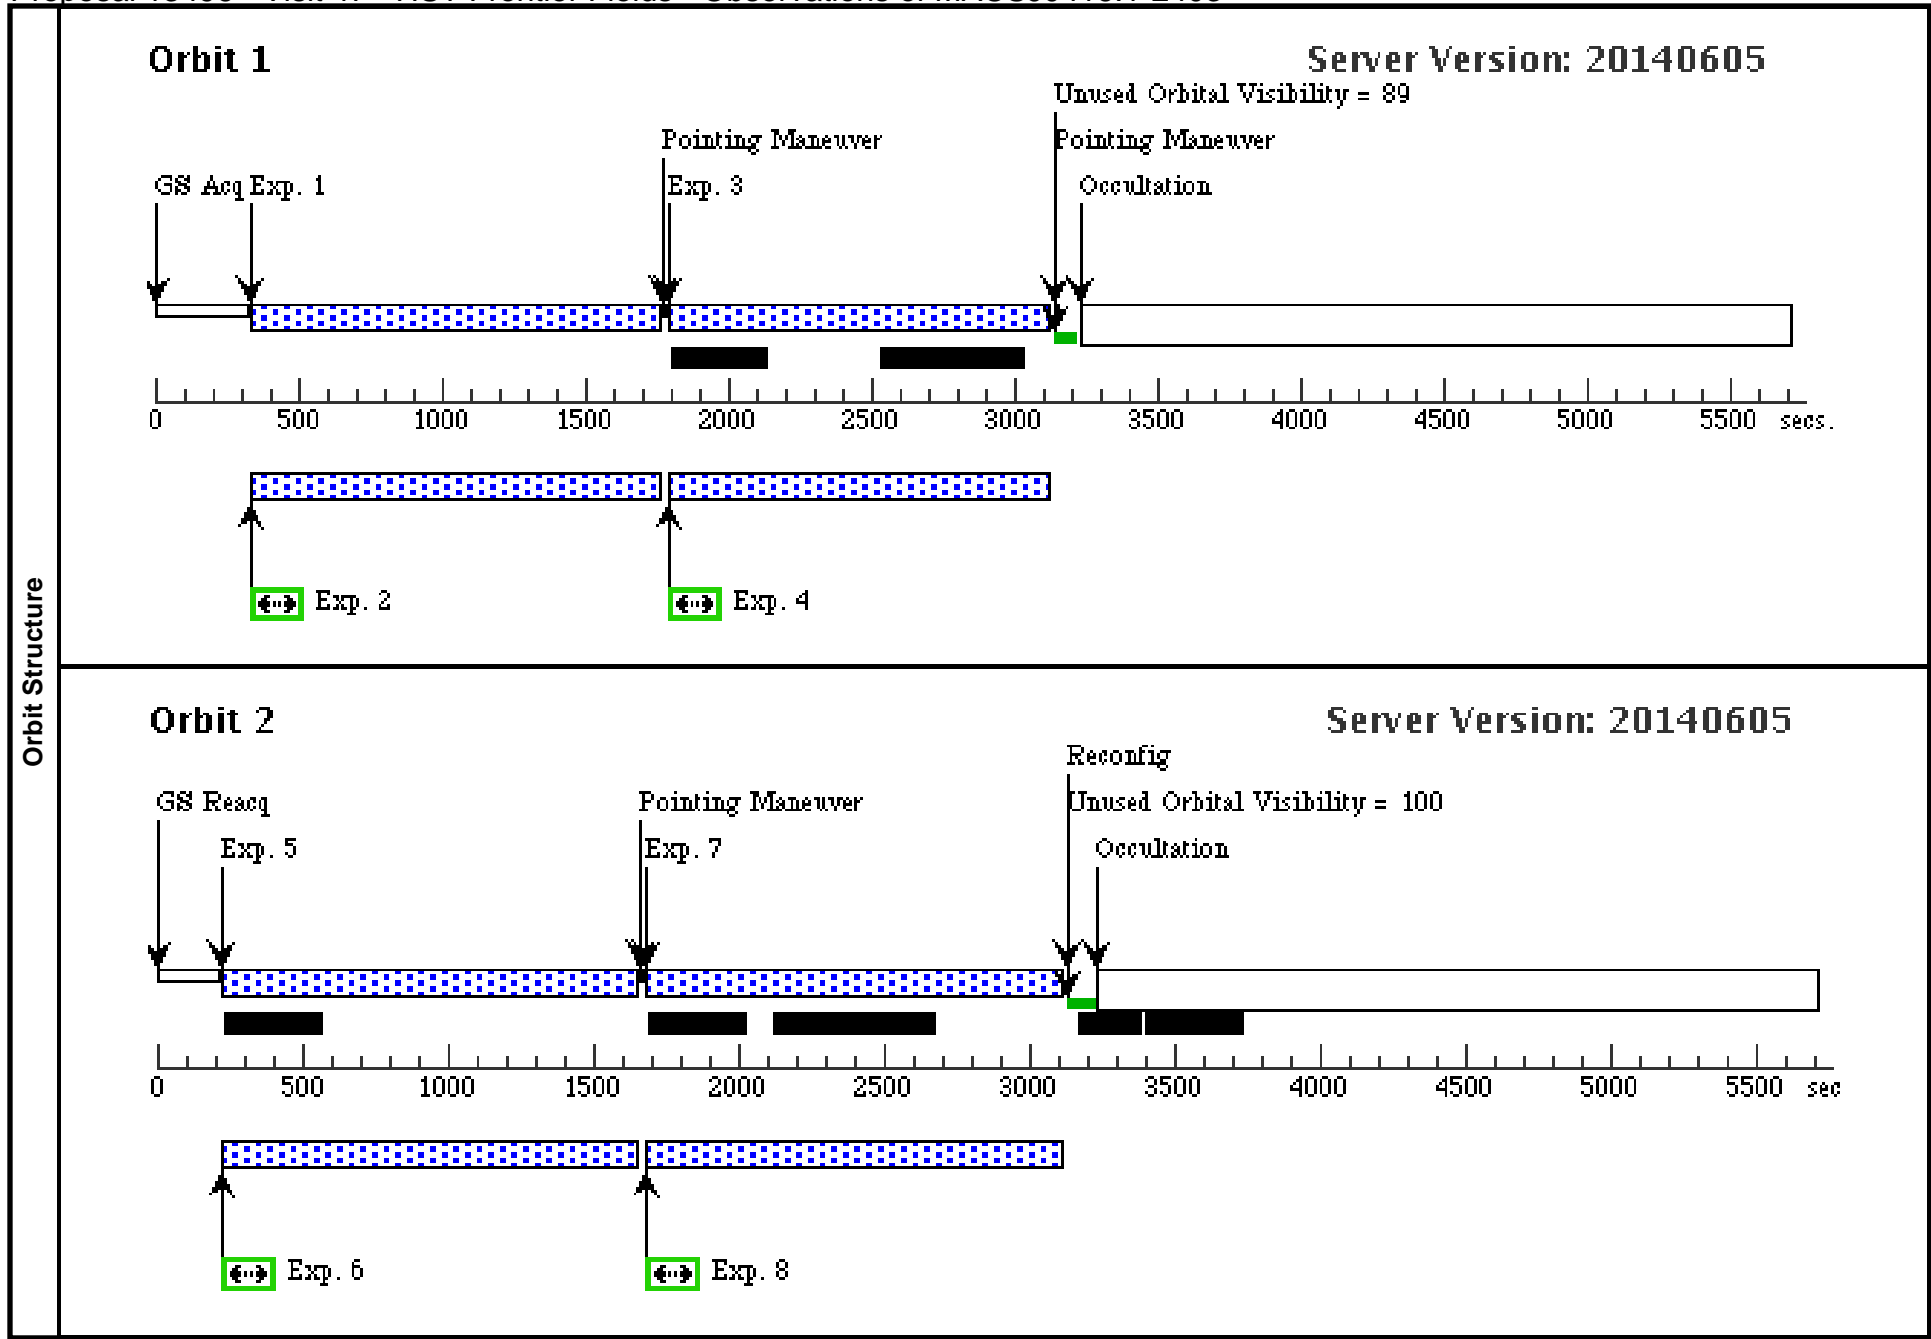 Orbit Structure
Orbit 1
Server Version: 20140605
Unused Orbital Visibility = 89
Pointing Maneuver
Pointing Maneuver
GS Acq
Exp. 1
Exp. 3
Occultation
0 500 1000 1500 2000 2500 3000 3500 4000 4500 5000 5500 secs.
Exp. 2
Exp. 4
Orbit 2
Server Version: 20140605
Reconfig
GS Reacq
Pointing Maneuver
Unused Orbital Visibility = 100
Exp. 5
Exp. 7
Occultation
0 500 1000 1500 2000 2500 3000 3500 4000 4500 5000 5500 sec
Exp. 6
Exp. 8